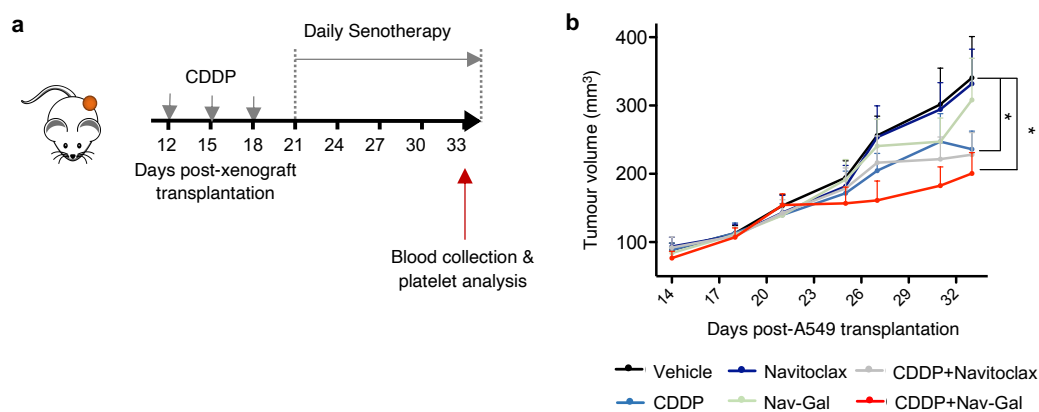 a
Daily Senotherapy
CDDP
12 15 18 21 24 27 30 33
Days post-xenograft
transplantation
Blood collection &
platelet analysis
b
Tumour volume (mm³)
400
300
200
100
*
*
14 17 20 23 26 29 32
Days post-A549 transplantation
Vehicle Navitoclax CDDP+Navitoclax
CDDP Nav-Gal CDDP+Nav-Gal